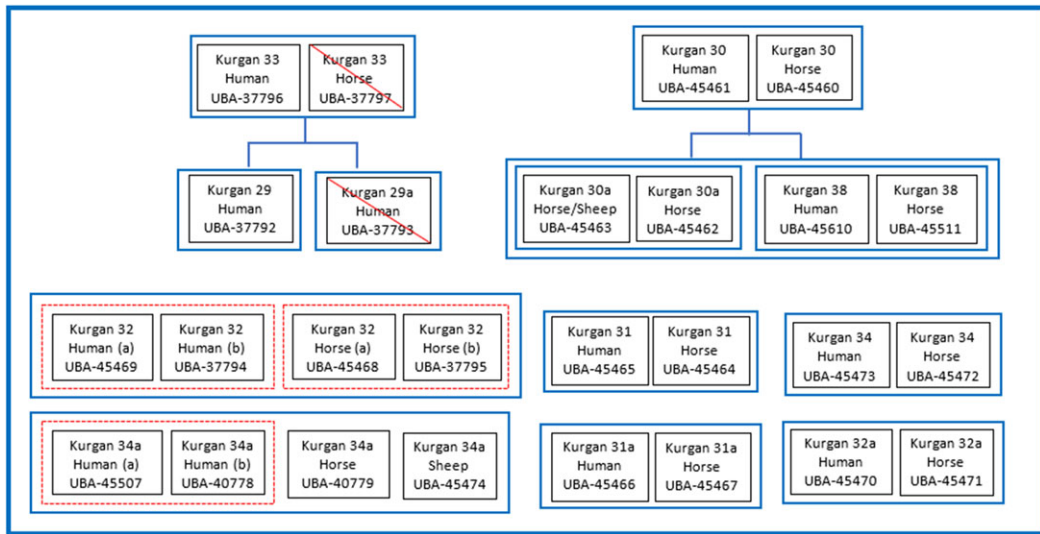 Kurgan 33
Human
UBA-37796
Kurgan 33
Horse
UBA-37797
Kurgan 30
Human
UBA-45461
Kurgan 30
Horse
UBA-45460
Kurgan 29
Human
UBA-37792
Kurgan 29a
Human
UBA-37793
Kurgan 30a
Horse/Sheep
UBA-45463
Kurgan 30a
Horse
UBA-45462
Kurgan 38
Human
UBA-45610
Kurgan 38
Horse
UBA-45511
Kurgan 32
Human (a)
UBA-45469
Kurgan 32
Human (b)
UBA-37794
Kurgan 32
Horse (a)
UBA-45468
Kurgan 32
Horse (b)
UBA-37795
Kurgan 31
Human
UBA-45465
Kurgan 31
Horse
UBA-45464
Kurgan 34
Human
UBA-45473
Kurgan 34
Horse
UBA-45472
Kurgan 34a
Human (a)
UBA-45507
Kurgan 34a
Human (b)
UBA-40778
Kurgan 34a
Horse
UBA-40779
Kurgan 34a
Sheep
UBA-45474
Kurgan 31a
Human
UBA-45466
Kurgan 31a
Horse
UBA-45467
Kurgan 32a
Human
UBA-45470
Kurgan 32a
Horse
UBA-45471